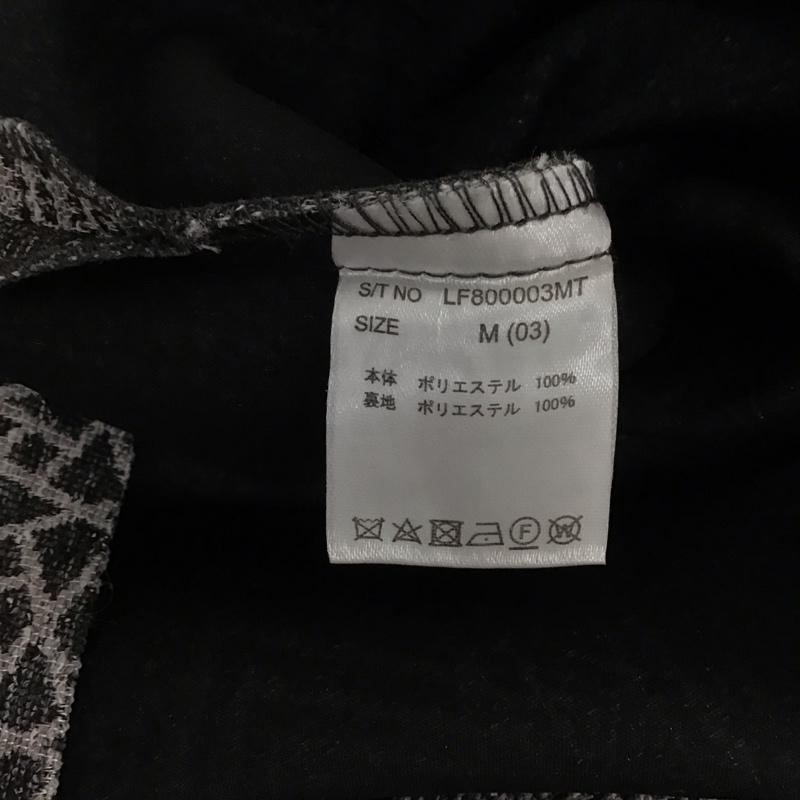 S/T NO LF800003MT
SIZE M (03)
本体 ポリエステル 100%
裏地 ポリエステル 100%
F W